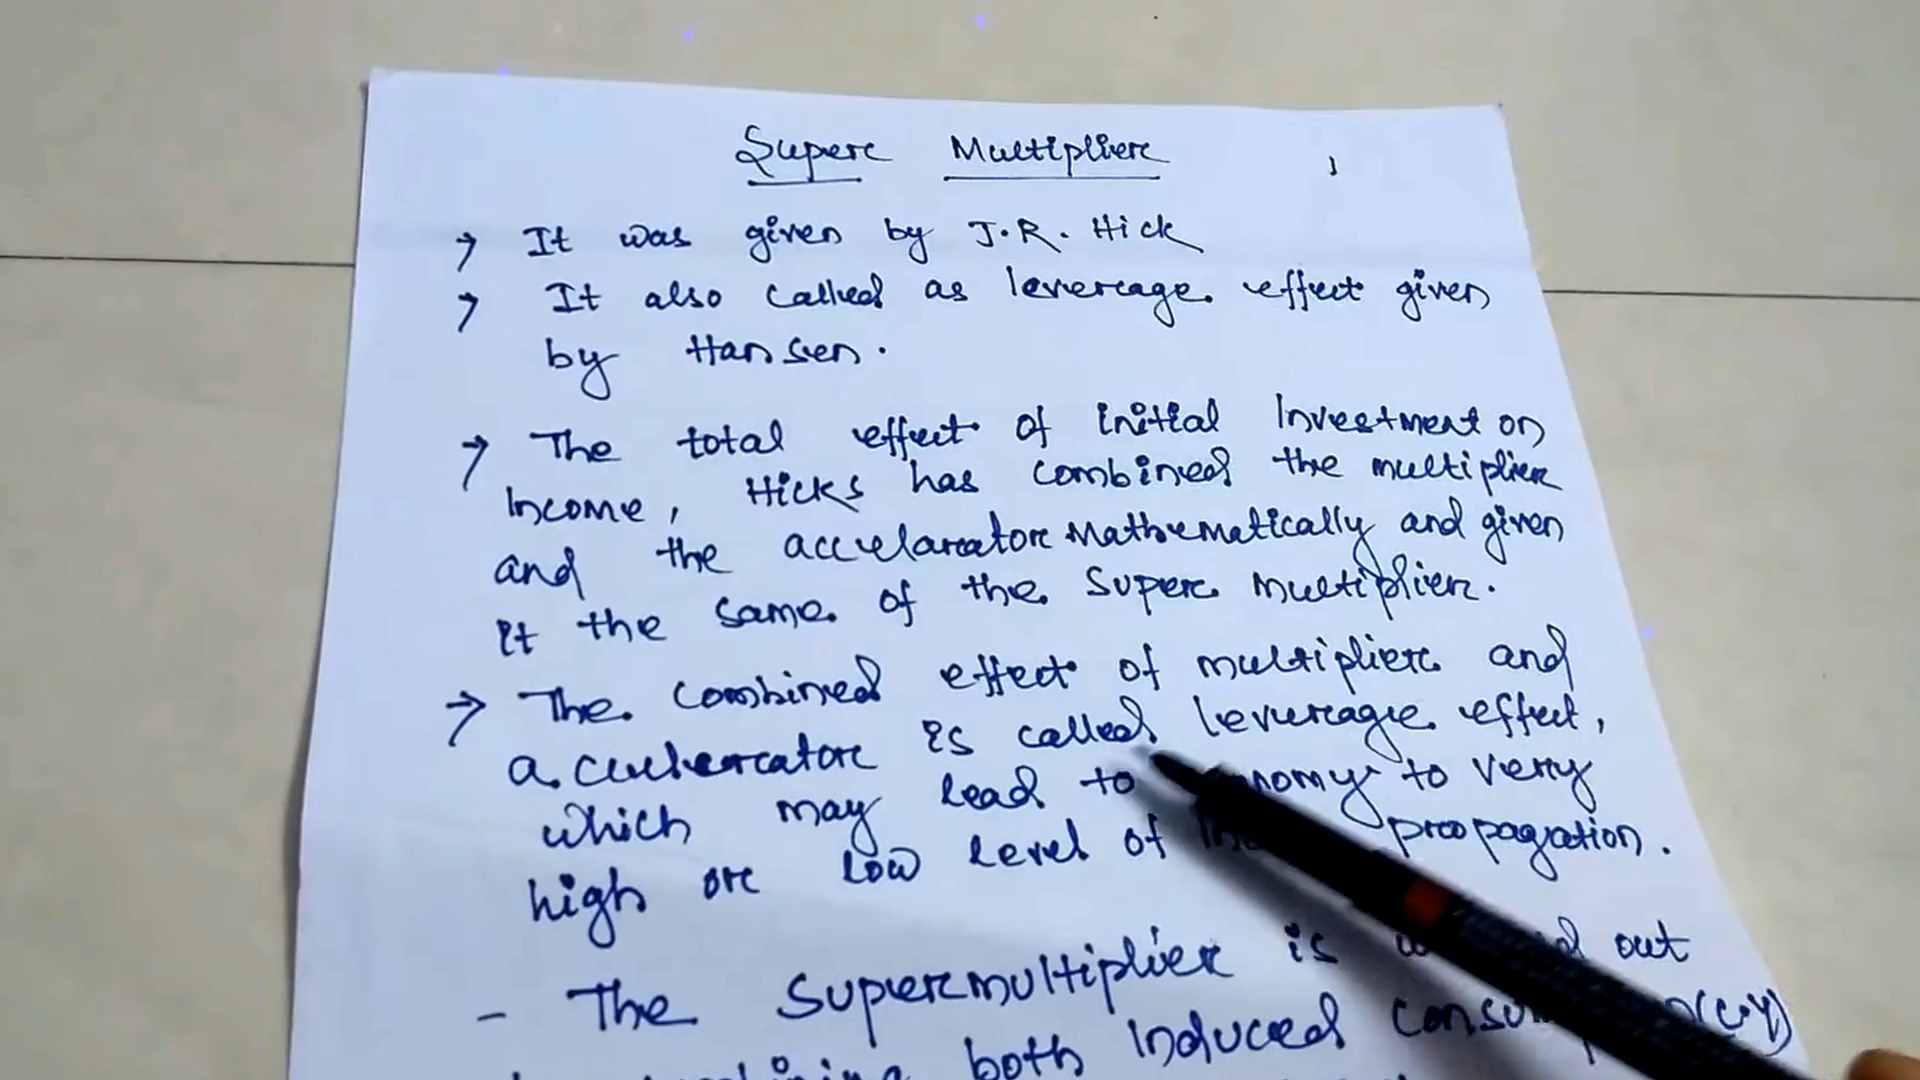 Super Multiplier
→ It was given by J.R. Hick
→ It also called as leverage effect given
by Hansen.
→ The total effect of initial Investment on
Income, Hicks has combined the multiplier
and the accelarator Mathematically and given
it the same of the Super multiplier.
→ The combined effect of multiplier and
is called leverage effect,
which may lead to to very
high or low level of propagation.
- The Supermultiplier is out
both Induced